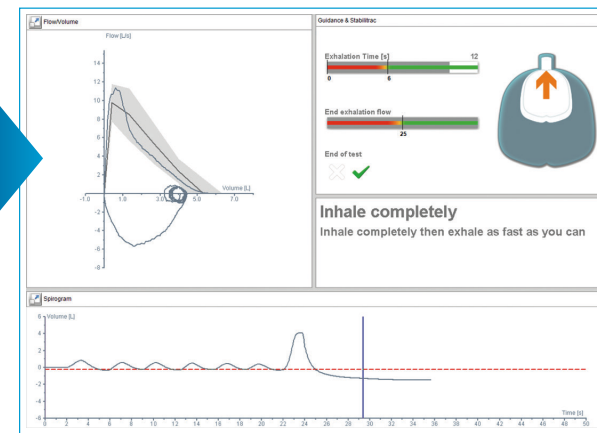 Flow/Volume
Flow [L/s]
14
12
10
8
6
4
2
-1.0 1.0 3.0 5.0 7.0
Volume [L]
-2
-4
-6
-8
Guidance & Stabilitrac
Exhalation Time [s] 12
0 6
End exhalation flow
25
End of test
Inhale completely
Inhale completely then exhale as fast as you can
Spirogram
Volume [L]
6
4
2
0
-2
-4
-6
Time [s]
0 2 4 6 8 10 12 14 16 18 20 22 24 26 28 30 32 34 36 38 40 42 44 46 48 50